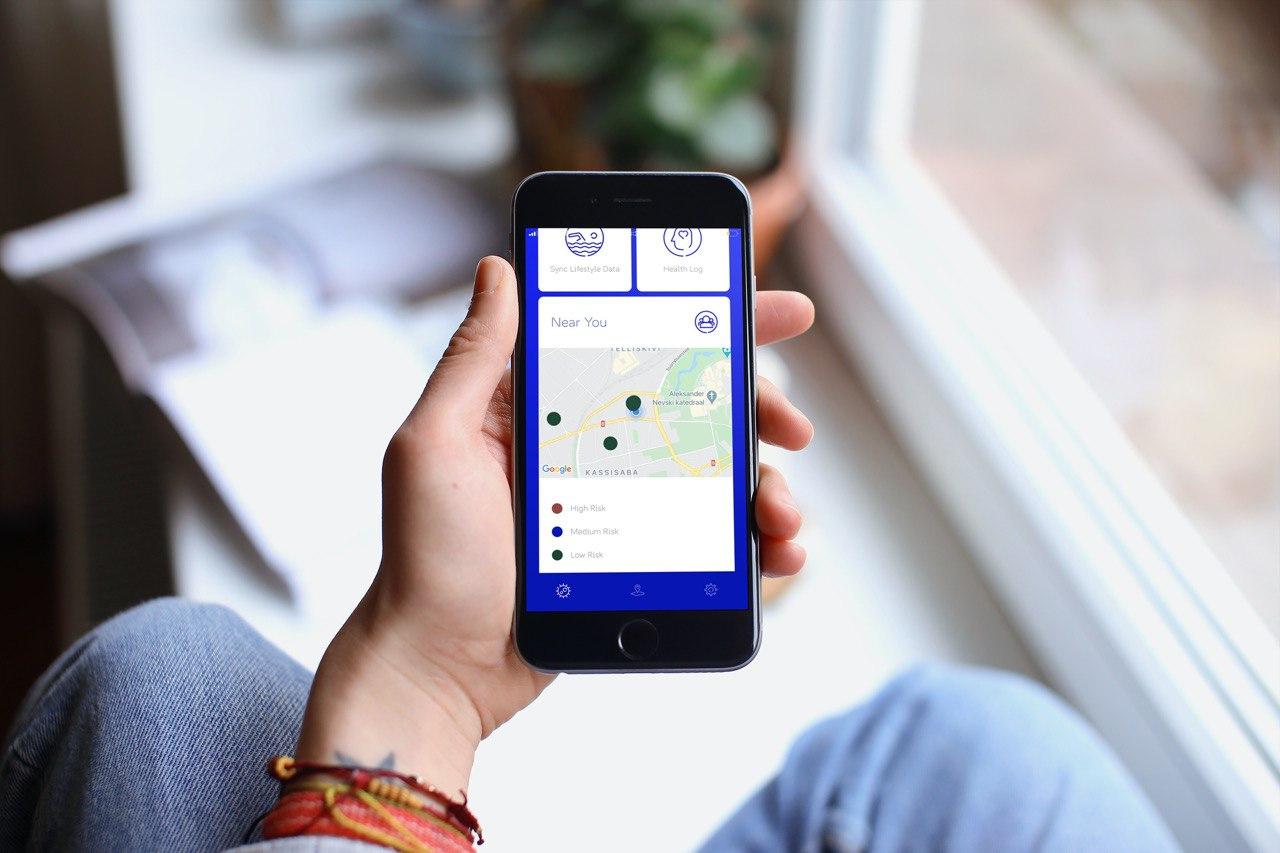 Sync Lifestyle Data
Health Log
Near You
TELLISKIVI
Aleksander
Nevski katedraal
Google
KASSISABA
High Risk
Medium Risk
Low Risk